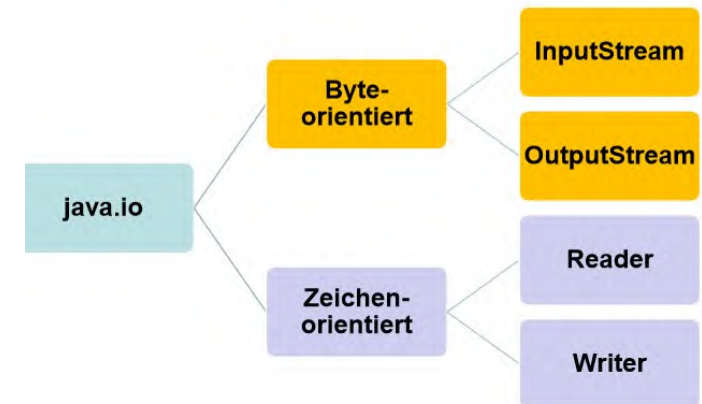 java.io
Byte-
orientiert
InputStream
OutputStream
Zeichen-
orientiert
Reader
Writer